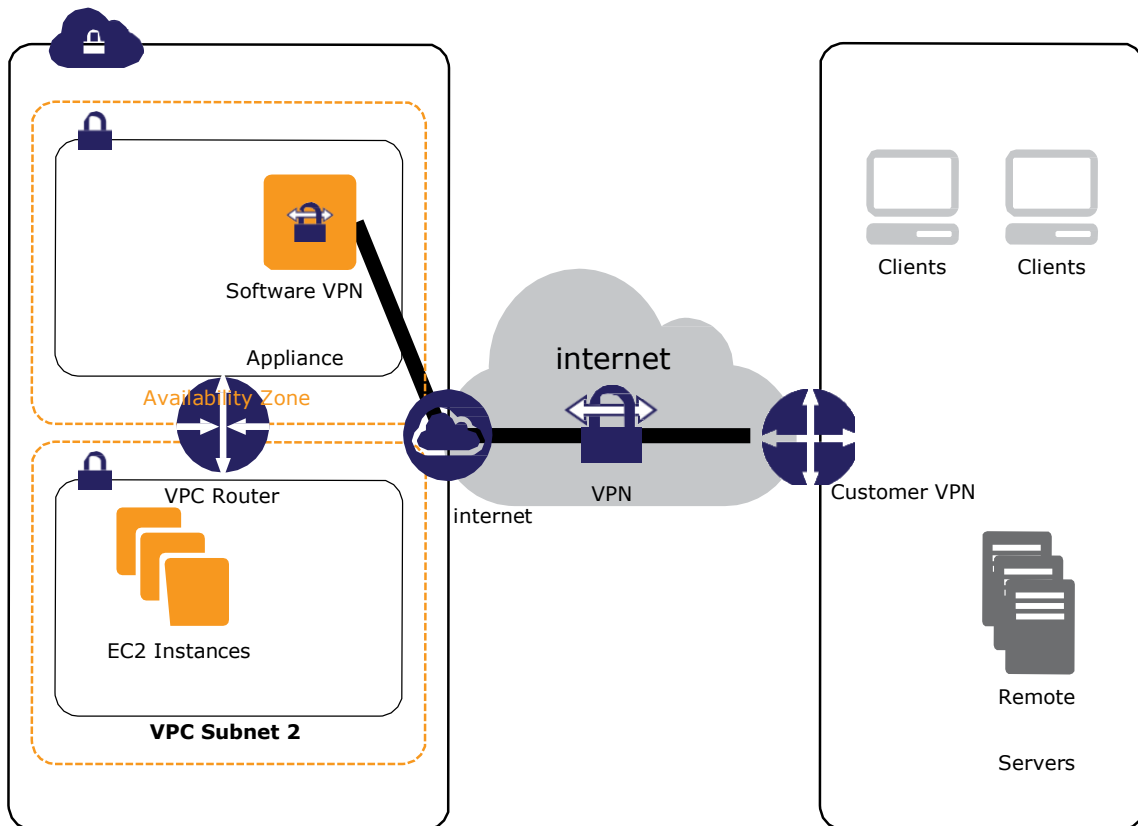 Software VPN
Appliance
Availability Zone
VPC Router
EC2 Instances
VPC Subnet 2
internet
internet
VPN
Customer VPN
Clients
Clients
Remote
Servers